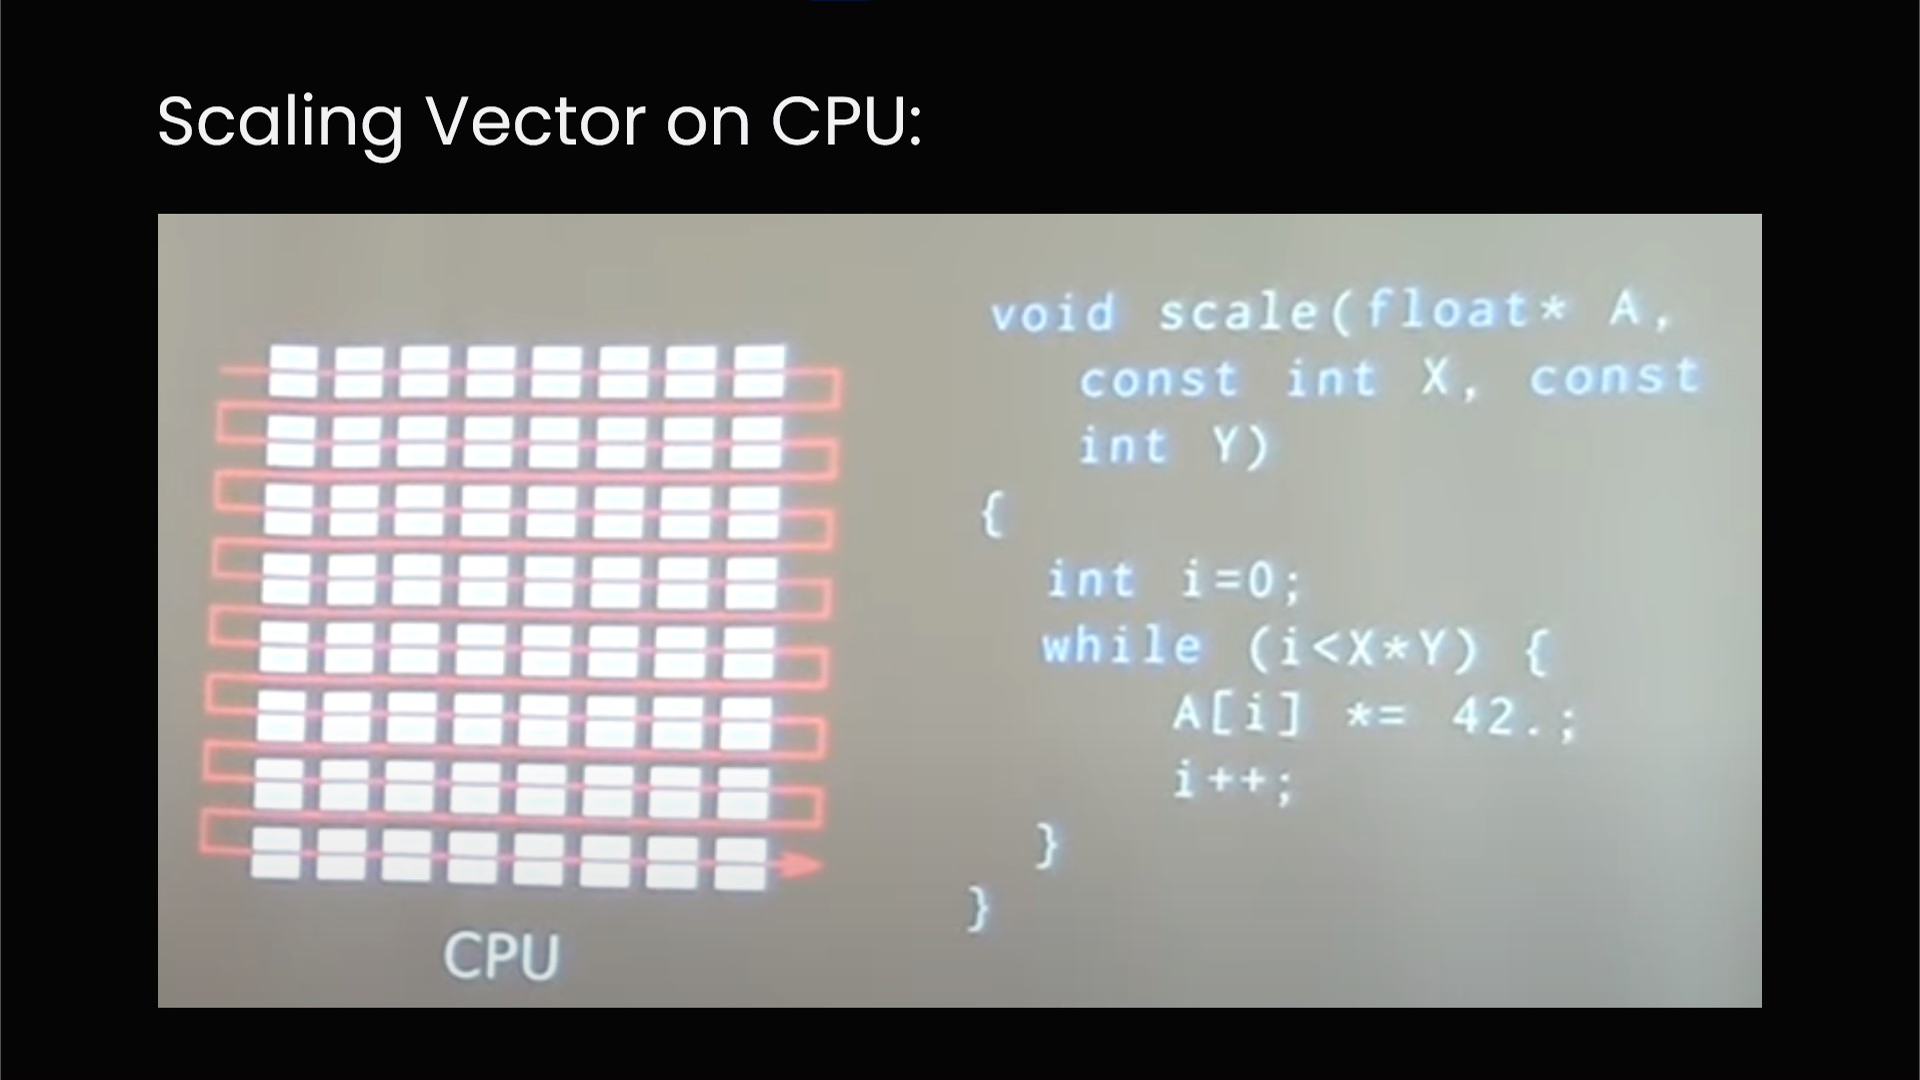 Scaling Vector on CPU:
void scale(float* A,
const int X, const
int Y)
{
int i=0;
while (i<X*Y) {
A[i] *= 42.;
i++;
}
}
CPU